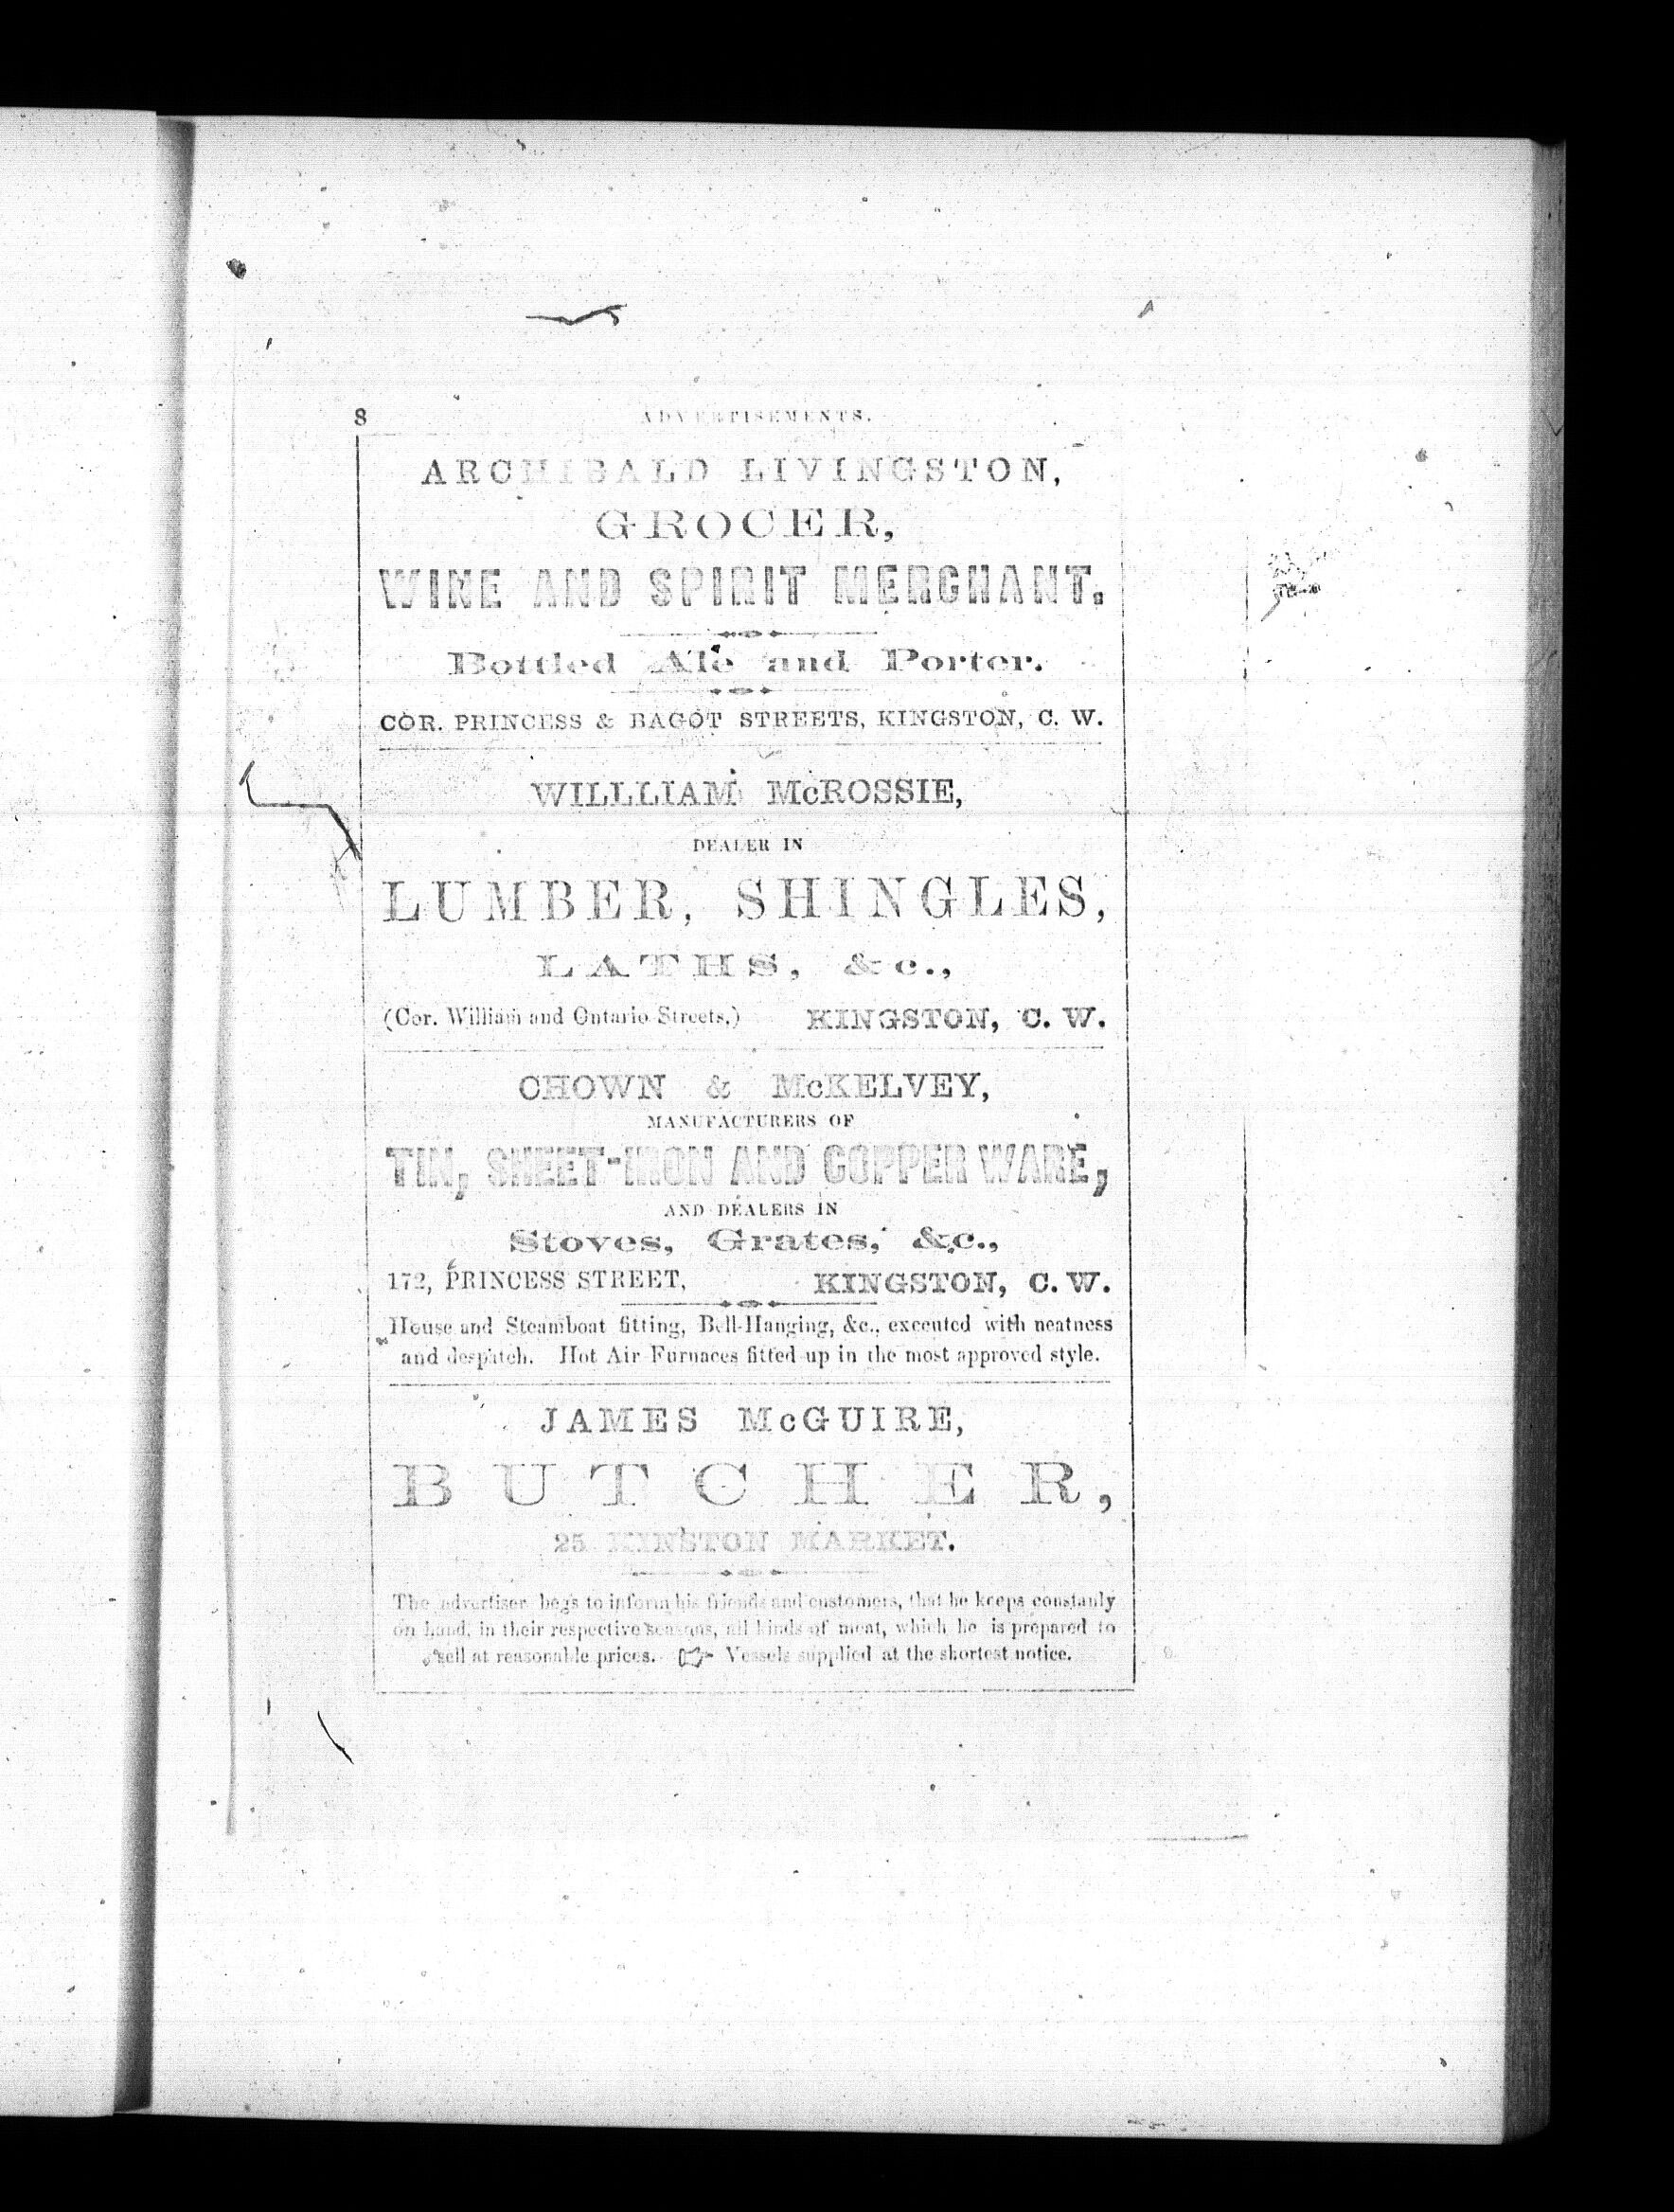 8 ADVERTISEMENTS.
ARCHIBALD LIVINGSTON,
GROCER,
WINE AND SPIRIT MERCHANT.
Bottled Ale and Porter.
COR. PRINCESS & BAGOT STREETS, KINGSTON, C. W.
WILLLIAM McROSSIE,
DEALER IN
LUMBER, SHINGLES,
LATHS, &c.,
(Cor. William and Ontario Streets.) KINGSTON, C. W.
CHOWN & McKELVEY,
MANUFACTURERS OF
TIN, SHEET-IRON AND COPPER WARE,
AND DEALERS IN
Stoves, Grates, &c.,
172, PRINCESS STREET, KINGSTON, C. W.
House and Steamboat fitting, Bell-Hanging, &c., executed with neatness
and despatch. Hot Air Furnaces fitted up in the most approved style.
JAMES McGUIRE,
BUTCHER,
25 KINSTON MARKET.
The advertiser begs to inform his friends and customers, that he keeps constanly
on hand, in their respective seasons, all kinds of meat, which he is prepared to
sell at reasonable prices. ☞ Vessels supplied at the shortest notice.